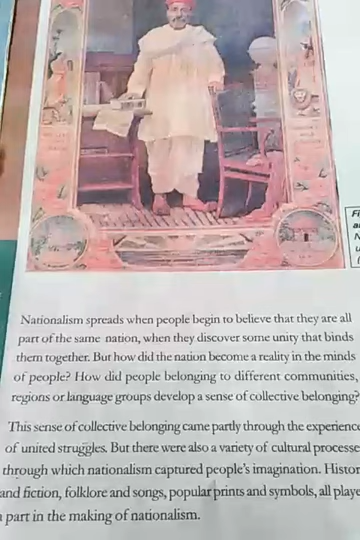 Nationalism spreads when people begin to believe that they are all
part of the same nation, when they discover some unity that binds
them together. But how did the nation become a reality in the minds
of people? How did people belonging to different communities,
regions or language groups develop a sense of collective belonging?
This sense of collective belonging came partly through the experience
of united struggles. But there were also a variety of cultural processe
through which nationalism captured people's imagination. Histor
and fiction, folklore and songs, popular prints and symbols, all playe
a part in the making of nationalism.